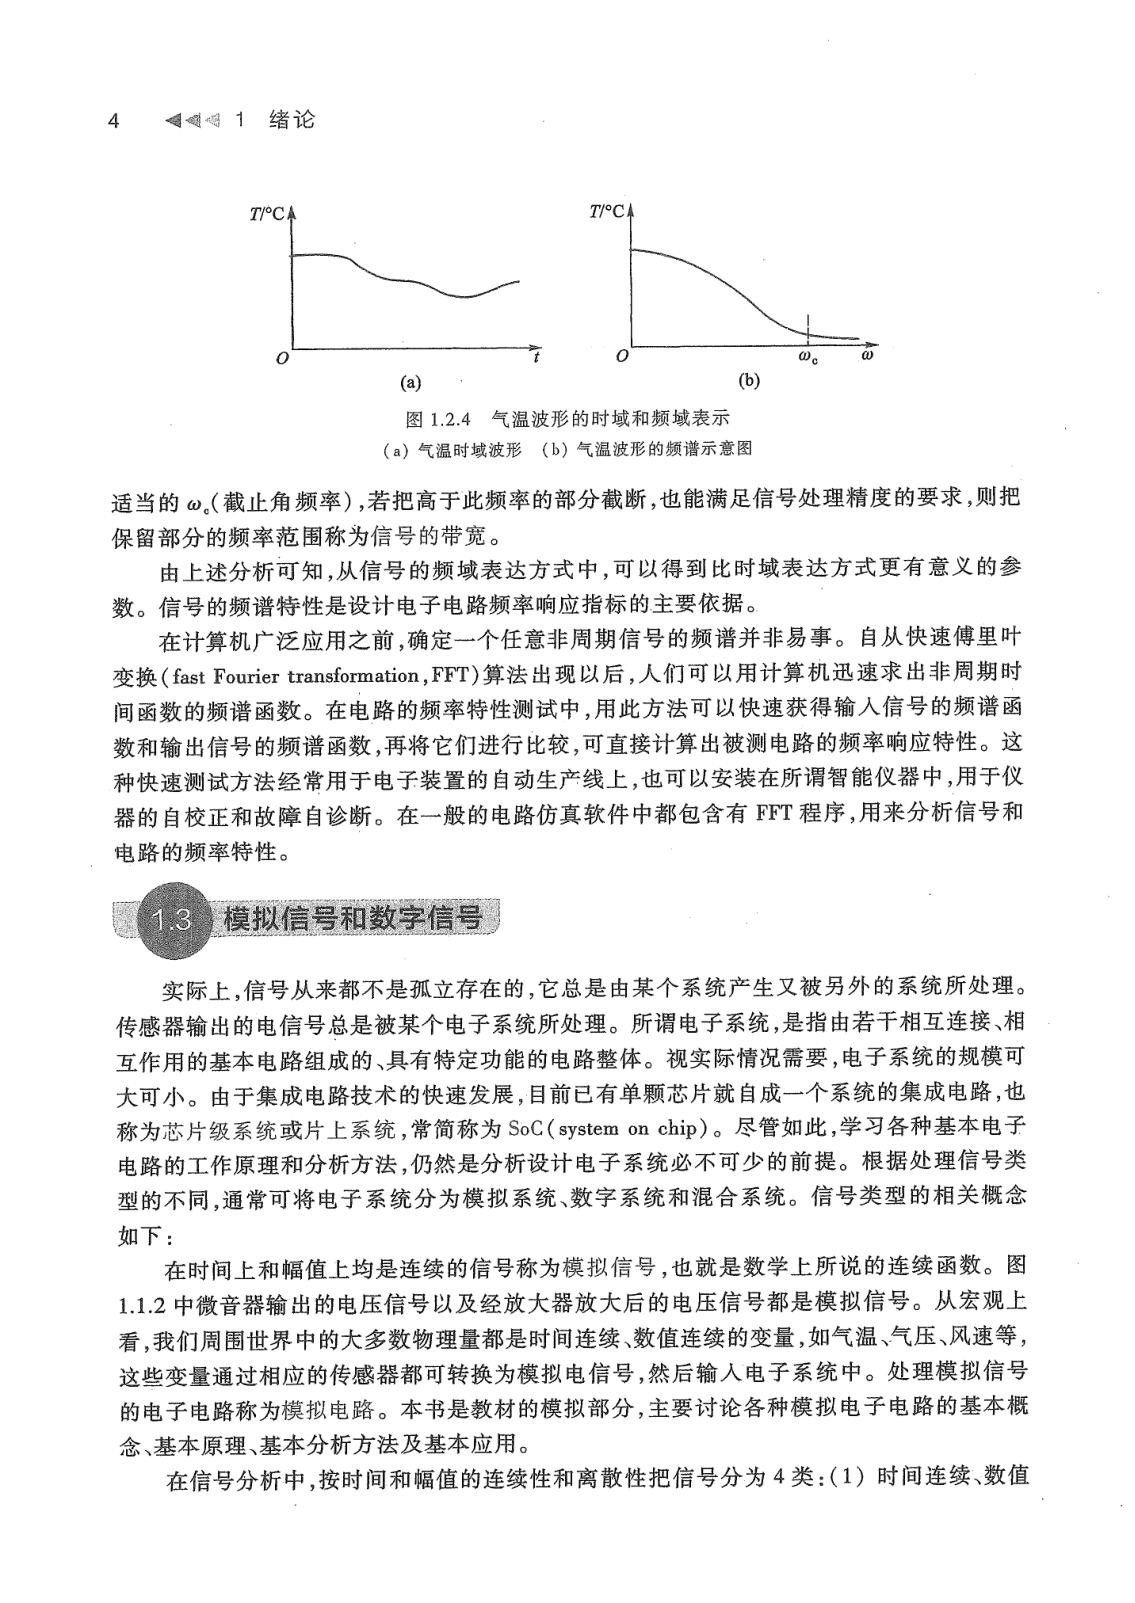 4 1 绪论
T/°C
O
t
(a)
T/°C
O
ωc
ω
(b)
图 1.2.4 气温波形的时域和频域表示
(a) 气温时域波形 (b) 气温波形的频谱示意图
适当的 ωc(截止角频率),若把高于此频率的部分截断,也能满足信号处理精度的要求,则把
保留部分的频率范围称为信号的带宽。
由上述分析可知,从信号的频域表达方式中,可以得到比时域表达方式更有意义的参
数。信号的频谱特性是设计电子电路频率响应指标的主要依据。
在计算机广泛应用之前,确定一个任意非周期信号的频谱并非易事。自从快速傅里叶
变换(fast Fourier transformation,FFT)算法出现以后,人们可以用计算机迅速求出非周期时
间函数的频谱函数。在电路的频率特性测试中,用此方法可以快速获得输入信号的频谱函
数和输出信号的频谱函数,再将它们进行比较,可直接计算出被测电路的频率响应特性。这
种快速测试方法经常用于电子装置的自动生产线上,也可以安装在所谓智能仪器中,用于仪
器的自校正和故障自诊断。在一般的电路仿真软件中都包含有 FFT 程序,用来分析信号和
电路的频率特性。
1.3 模拟信号和数字信号
实际上,信号从来都不是孤立存在的,它总是由某个系统产生又被另外的系统所处理。
传感器输出的电信号总是被某个电子系统所处理。所谓电子系统,是指由若干相互连接、相
互作用的基本电路组成的、具有特定功能的电路整体。视实际情况需要,电子系统的规模可
大可小。由于集成电路技术的快速发展,目前已有单颗芯片就自成一个系统的集成电路,也
称为芯片级系统或片上系统,常简称为 SoC(system on chip)。尽管如此,学习各种基本电子
电路的工作原理和分析方法,仍然是分析设计电子系统必不可少的前提。根据处理信号类
型的不同,通常可将电子系统分为模拟系统、数字系统和混合系统。信号类型的相关概念
如下:
在时间上和幅值上均是连续的信号称为模拟信号,也就是数学上所说的连续函数。图
1.1.2 中微音器输出的电压信号以及经放大器放大后的电压信号都是模拟信号。从宏观上
看,我们周围世界中的大多数物理量都是时间连续、数值连续的变量,如气温、气压、风速等,
这些变量通过相应的传感器都可转换为模拟电信号,然后输入电子系统中。处理模拟信号
的电子电路称为模拟电路。本书是教材的模拟部分,主要讨论各种模拟电子电路的基本概
念、基本原理、基本分析方法及基本应用。
在信号分析中,按时间和幅值的连续性和离散性把信号分为 4 类:(1) 时间连续、数值